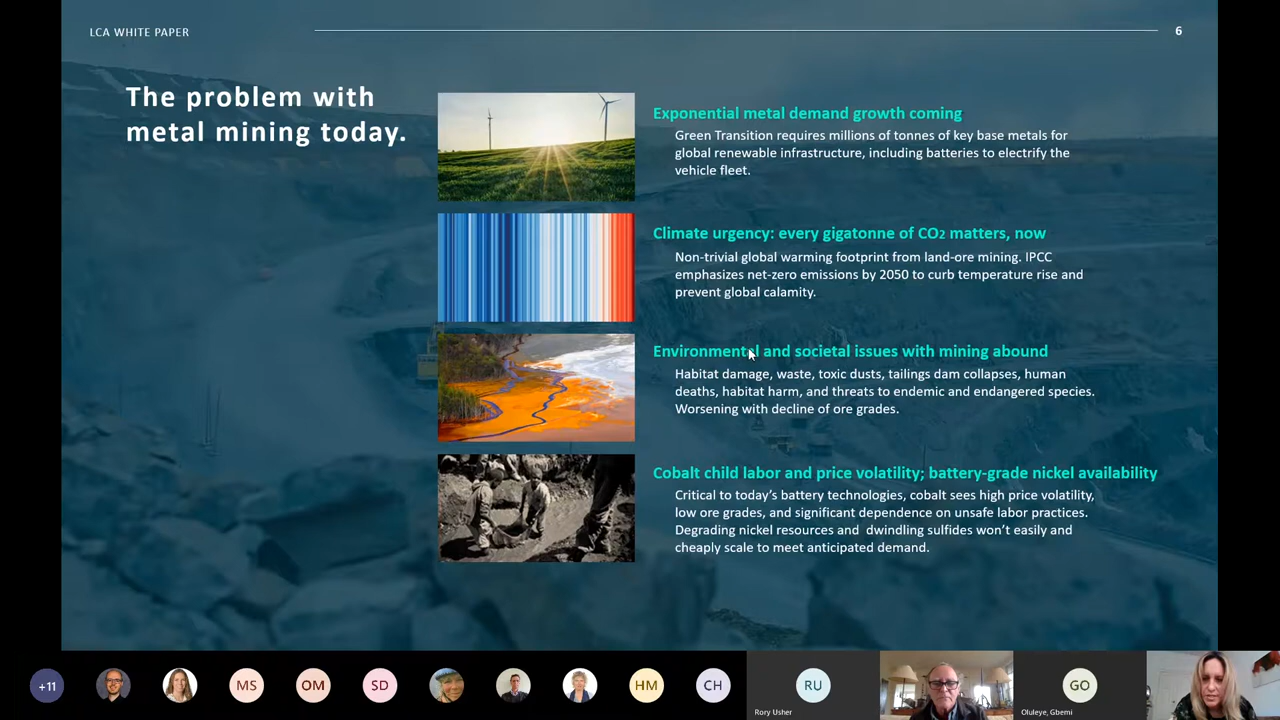 LCA WHITE PAPER
6
The problem with
metal mining today.
Exponential metal demand growth coming
Green Transition requires millions of tonnes of key base metals for
global renewable infrastructure, including batteries to electrify the
vehicle fleet.
Climate urgency: every gigatonne of CO2 matters, now
Non-trivial global warming footprint from land-ore mining. IPCC
emphasizes net-zero emissions by 2050 to curb temperature rise and
prevent global calamity.
Environmental and societal issues with mining abound
Habitat damage, waste, toxic dusts, tailings dam collapses, human
deaths, habitat harm, and threats to endemic and endangered species.
Worsening with decline of ore grades.
Cobalt child labor and price volatility; battery-grade nickel availability
Critical to today's battery technologies, cobalt sees high price volatility,
low ore grades, and significant dependence on unsafe labor practices.
Degrading nickel resources and  dwindling sulfides won't easily and
cheaply scale to meet anticipated demand.
+11
MS
OM
SD
HM
CH
RU
Rory Usher
GO
Oluleye, Gbemi